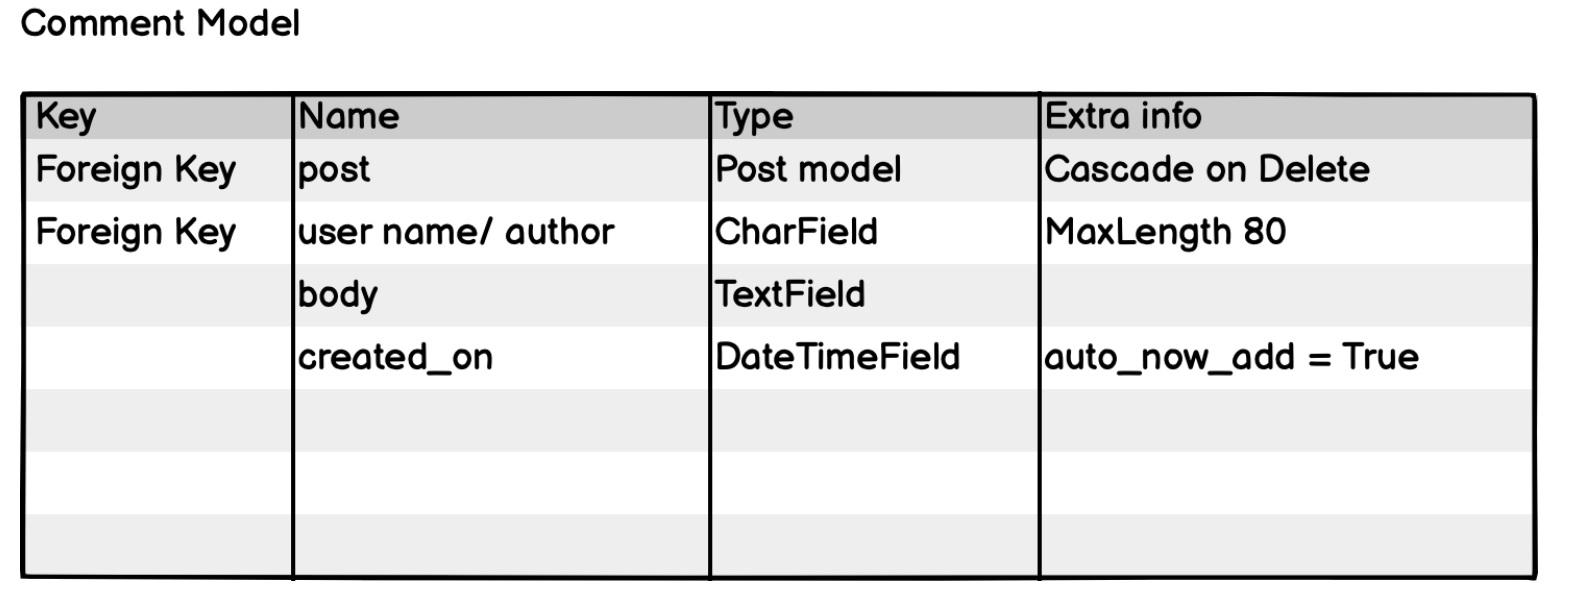 Comment Model
Key Name Type Extra info
Foreign Key post Post model Cascade on Delete
Foreign Key user name/ author CharField MaxLength 80
body TextField
created_on DateTimeField auto_now_add = True